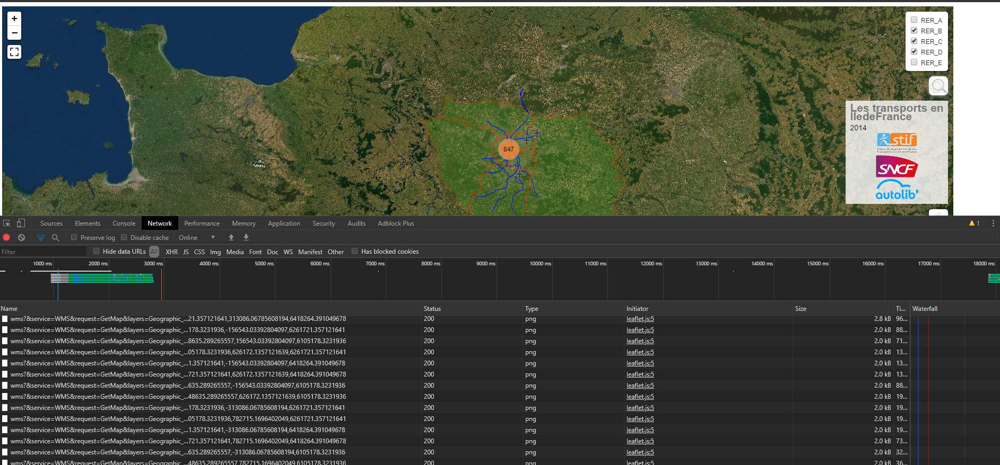 +
−
RER_A
RER_B
RER_C
RER_D
RER_E
Les transports en
IledeFrance
2014
stif
SNCF
autolib'
847
Sources Elements Console Network Performance Memory Application Security Audits Adblock Plus 1
Preserve log Disable cache Online
Filter Hide data URLs All XHR JS CSS Img Media Font Doc WS Manifest Other Has blocked cookies
1000 ms 2000 ms 3000 ms 4000 ms 5000 ms 6000 ms 7000 ms 8000 ms 9000 ms 10000 ms 11000 ms 12000 ms 13000 ms 14000 ms 15000 ms 16000 ms 17000 ms 18000 ms
Name Status Type Initiator Size Ti... Waterfall
wms?&service=WMS&request=GetMap&layers=Geographic_...21.357121641,313086.06785608194,6418264.391049678 200 png leaflet.js:5 2.8 kB 96...
wms?&service=WMS&request=GetMap&layers=Geographic_...178.3231936,-156543.03392804097,6261721.357121641 200 png leaflet.js:5 2.0 kB 88...
wms?&service=WMS&request=GetMap&layers=Geographic_...8635.289265557,156543.03392804097,6105178.3231936 200 png leaflet.js:5 2.0 kB 71...
wms?&service=WMS&request=GetMap&layers=Geographic_...05178.3231936,626172.1357121639,6261721.357121641 200 png leaflet.js:5 2.0 kB 13...
wms?&service=WMS&request=GetMap&layers=Geographic_...1.357121641,-156543.03392804097,6418264.391049678 200 png leaflet.js:5 2.0 kB 13...
wms?&service=WMS&request=GetMap&layers=Geographic_...721.357121641,626172.1357121639,6418264.391049678 200 png leaflet.js:5 2.0 kB 13...
wms?&service=WMS&request=GetMap&layers=Geographic_...635.289265557,-156543.03392804097,6105178.3231936 200 png leaflet.js:5 2.0 kB 88...
wms?&service=WMS&request=GetMap&layers=Geographic_...48635.289265557,626172.1357121639,6105178.3231936 200 png leaflet.js:5 2.0 kB 19...
wms?&service=WMS&request=GetMap&layers=Geographic_...178.3231936,-313086.06785608194,6261721.357121641 200 png leaflet.js:5 2.0 kB 19...
wms?&service=WMS&request=GetMap&layers=Geographic_...05178.3231936,782715.1696402049,6261721.357121641 200 png leaflet.js:5 2.0 kB 19...
wms?&service=WMS&request=GetMap&layers=Geographic_...1.357121641,-313086.06785608194,6418264.391049678 200 png leaflet.js:5 2.0 kB 19...
wms?&service=WMS&request=GetMap&layers=Geographic_...721.357121641,782715.1696402049,6418264.391049678 200 png leaflet.js:5 2.0 kB 73...
wms?&service=WMS&request=GetMap&layers=Geographic_...635.289265557,-313086.06785608194,6105178.3231936 200 png leaflet.js:5 2.0 kB 32...
wms?&service=WMS&request=GetMap&layers=Geographic_...48635.289265557,782715.1696402049,6105178.3231936 200 png leaflet.js:5 2.0 kB 36...